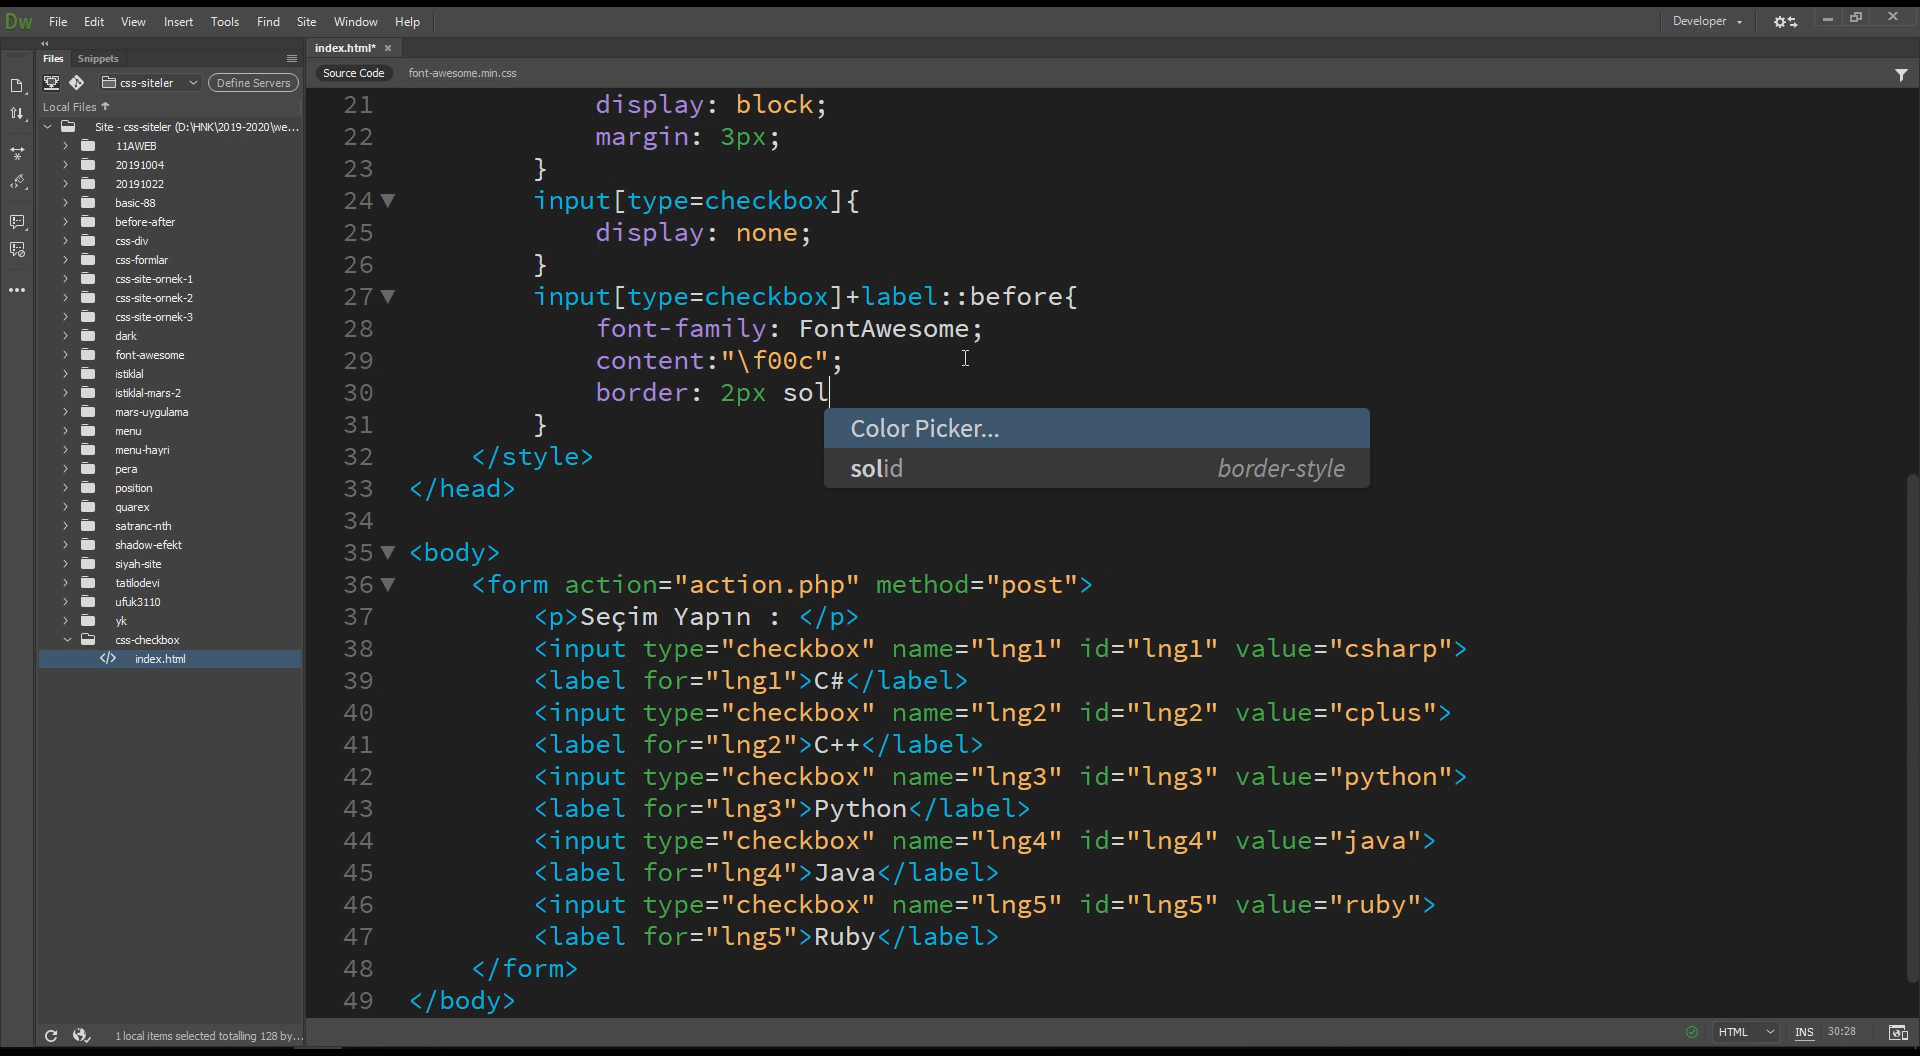 Dw File Edit View Insert Tools Find Site Window Help Developer
index.html*
Files Snippets
Source Code font-awesome.min.css
css-siteler Define Servers
Local Files
Site - css-siteler (D:\HNK\2019-2020\we...
11AWEB
20191004
20191022
basic-88
before-after
css-div
css-formlar
css-site-ornek-1
css-site-ornek-2
css-site-ornek-3
dark
font-awesome
istiklal
istiklal-mars-2
mars-uygulama
menu
menu-hayri
pera
position
quarex
satranc-nth
shadow-efekt
siyah-site
tatilodevi
ufuk3110
yk
css-checkbox
index.html
21 display: block;
22 margin: 3px;
23 }
24 input[type=checkbox]{
25 display: none;
26 }
27 input[type=checkbox]+label::before{
28 font-family: FontAwesome;
29 content:"\f00c";
30 border: 2px sol
Color Picker...
solid border-style
31 }
32 </style>
33 </head>
34
35 <body>
36 <form action="action.php" method="post">
37 <p>Seçim Yapın : </p>
38 <input type="checkbox" name="lng1" id="lng1" value="csharp">
39 <label for="lng1">C#</label>
40 <input type="checkbox" name="lng2" id="lng2" value="cplus">
41 <label for="lng2">C++</label>
42 <input type="checkbox" name="lng3" id="lng3" value="python">
43 <label for="lng3">Python</label>
44 <input type="checkbox" name="lng4" id="lng4" value="java">
45 <label for="lng4">Java</label>
46 <input type="checkbox" name="lng5" id="lng5" value="ruby">
47 <label for="lng5">Ruby</label>
48 </form>
49 </body>
1 local items selected totalling 128 by... HTML INS 30:28